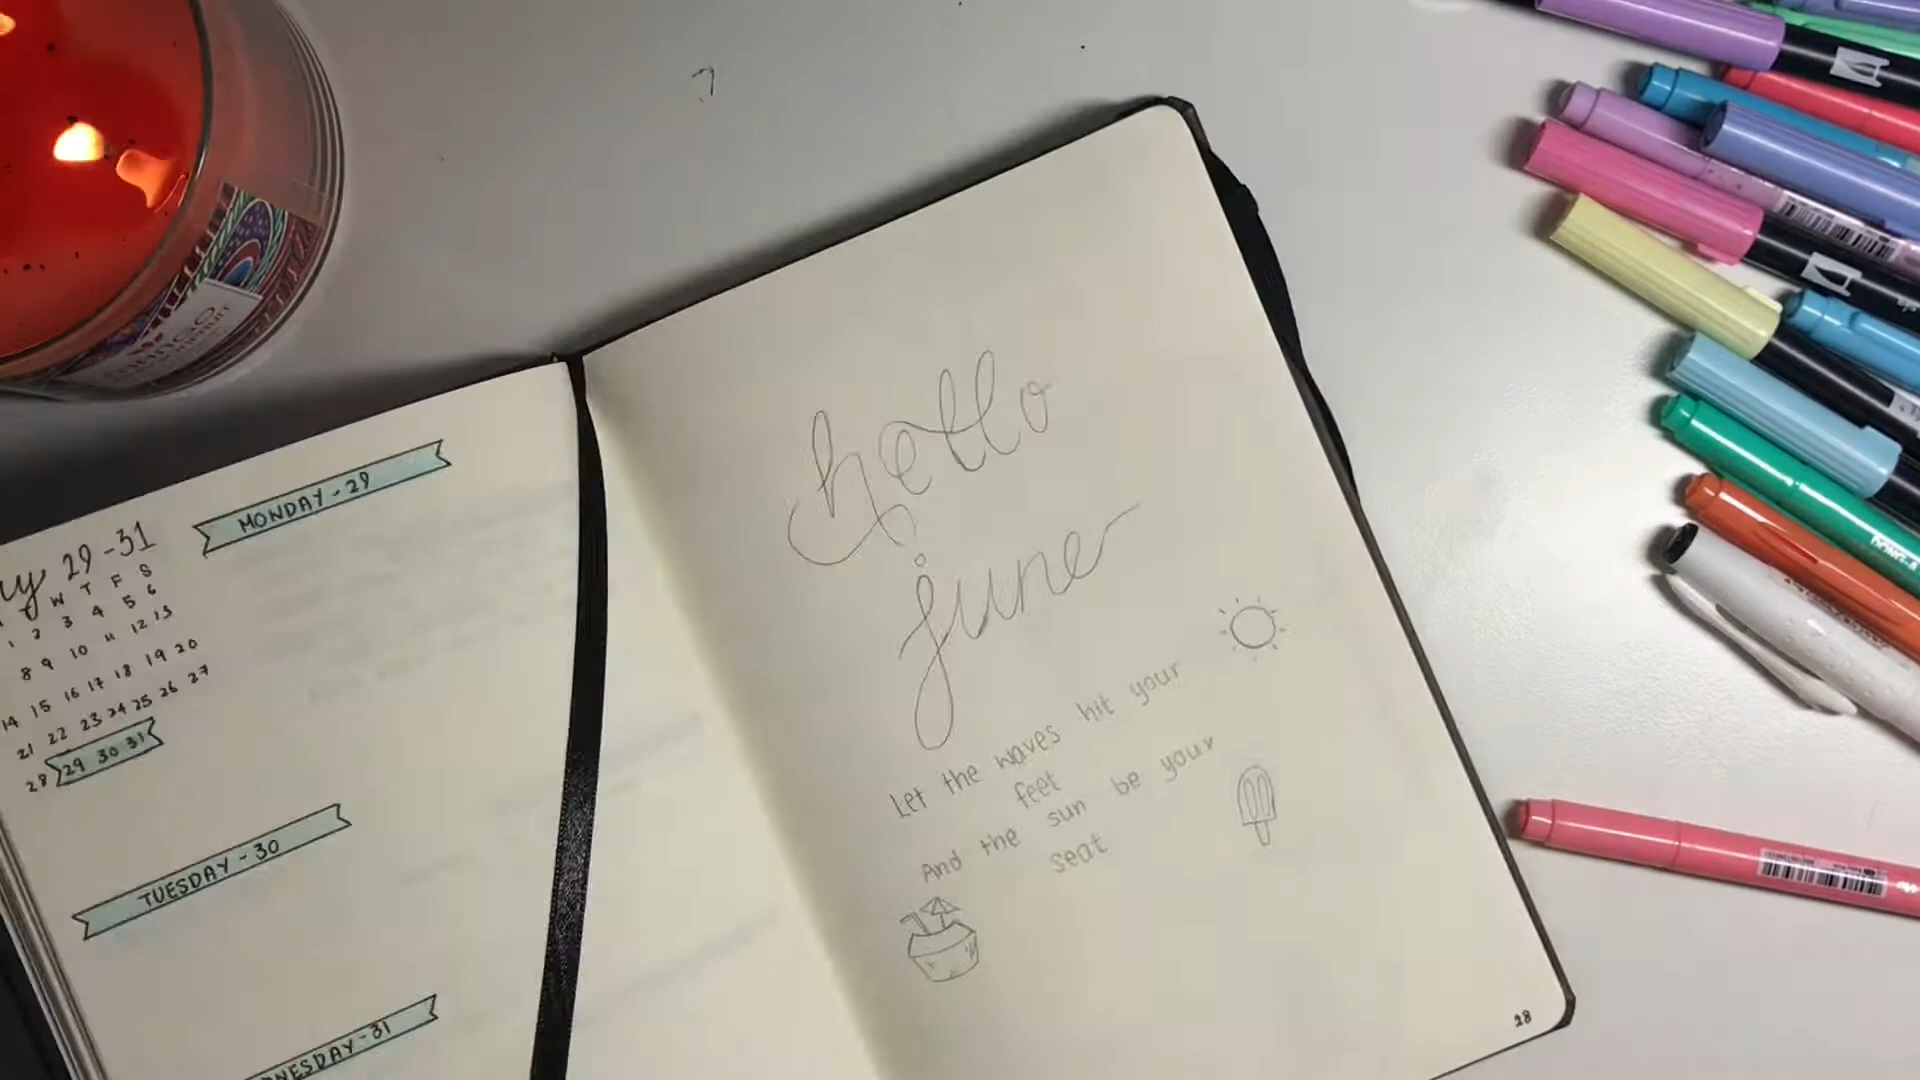 29-31
W T F S
1 2 3 4 5 6
8 9 10 11 12 13
14 15 16 17 18 19 20
21 22 23 24 25 26 27
28 29 30 31
MONDAY - 29
TUESDAY - 30
hello
june
Let the waves hit your
feet
And the sun be your
seat
28
DONG-A